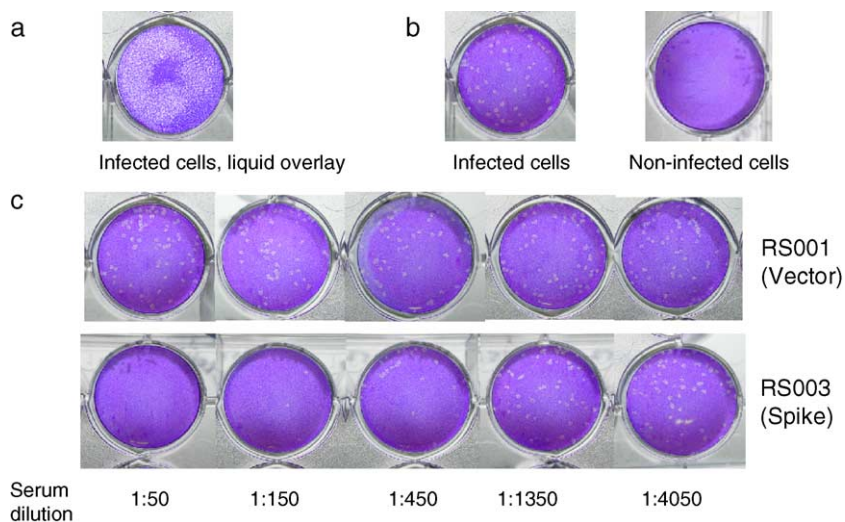 a
b
Infected cells, liquid overlay
Infected cells
Non-infected cells
c
RS001
(Vector)
RS003
(Spike)
Serum
dilution
1:50
1:150
1:450
1:1350
1:4050